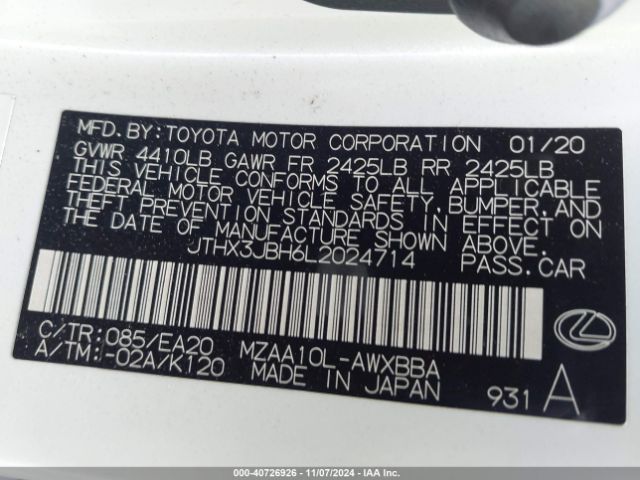 MFD.BY:TOYOTA MOTOR CORPORATION 01/20
GVWR 4410LB GAWR FR 2425LB RR 2425LB
THIS VEHICLE CONFORMS TO ALL APPLICABLE
FEDERAL MOTOR VEHICLE SAFETY,BUMPER,AND
THEFT PREVENTION STANDARDS IN EFFECT ON
THE DATE OF MANUFACTURE SHOWN ABOVE.
JTHX3JBH6L2024714 PASS.CAR
C/TR:085/EA20 MZAA10L-AWXBBA
A/TM:-02A/K120 MADE IN JAPAN 931 A
000-40726926 - 11/07/2024 - IAAI.COM